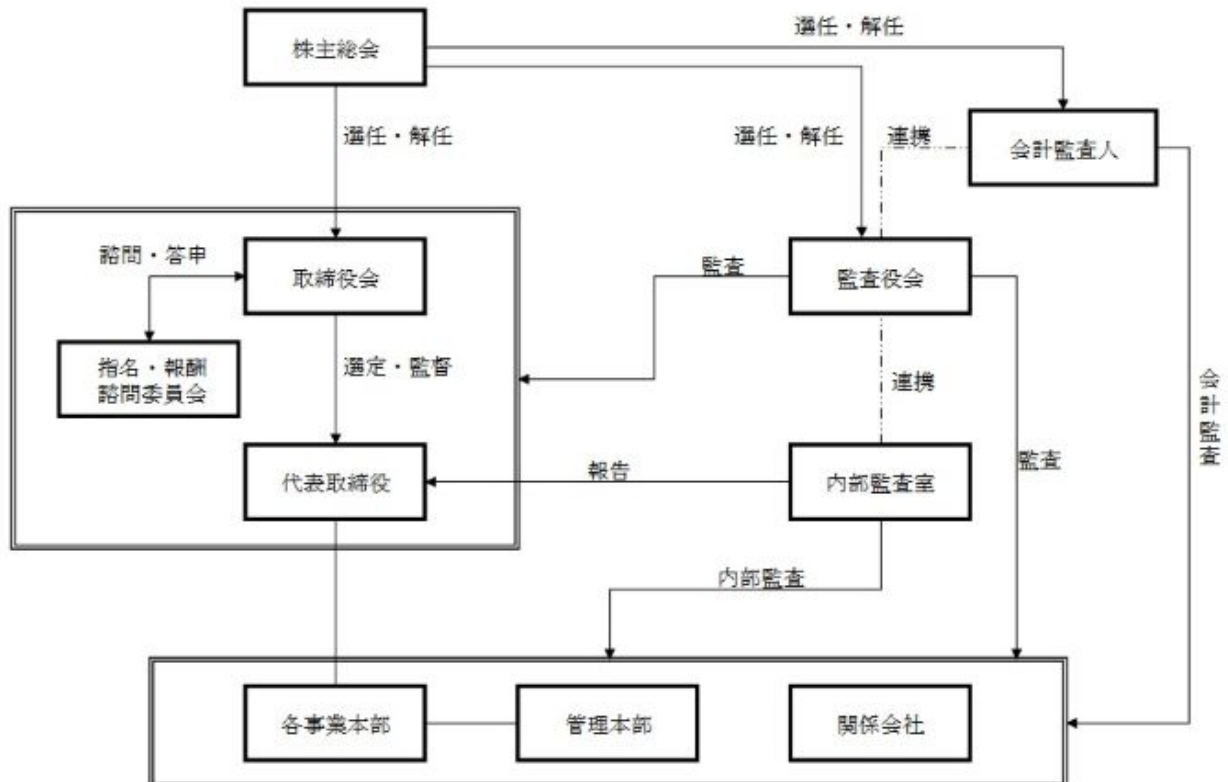 選任・解任
株主総会
選任・解任
選任・解任
連携
会計監査人
諮問・答申
取締役会
監査
監査役会
指名・報酬
諮問委員会
選定・監督
連携
会計監査
代表取締役
報告
内部監査室
監査
内部監査
各事業本部
管理本部
関係会社